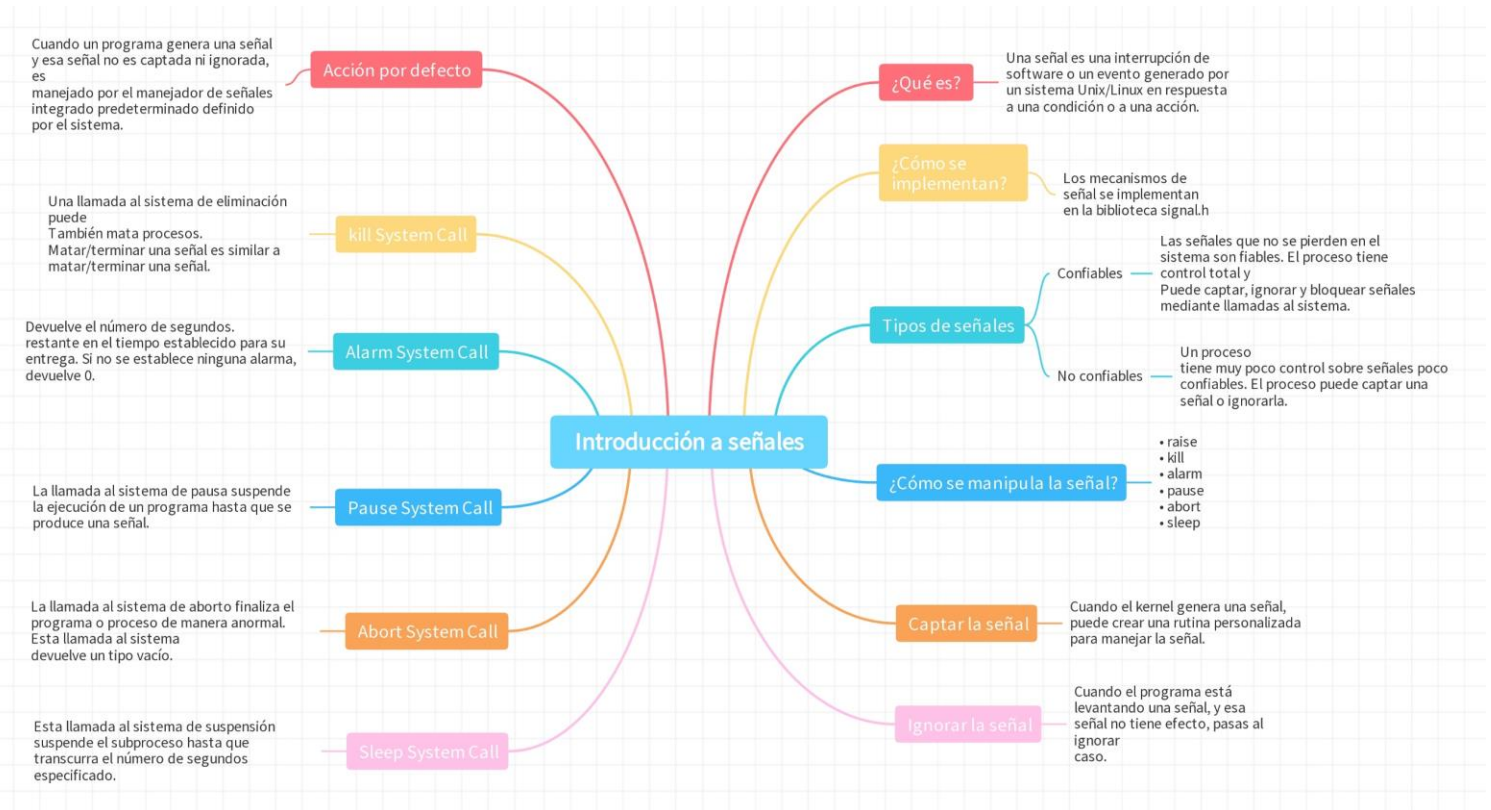 Introducción a señales
¿Qué es?
Una señal es una interrupción de
software o un evento generado por
un sistema Unix/Linux en respuesta
a una condición o a una acción.
¿Cómo se
implementan?
Los mecanismos de
señal se implementan
en la biblioteca signal.h
Tipos de señales
Confiables
Las señales que no se pierden en el
sistema son fiables. El proceso tiene
control total y
Puede captar, ignorar y bloquear señales
mediante llamadas al sistema.
No confiables
Un proceso
tiene muy poco control sobre señales poco
confiables. El proceso puede captar una
señal o ignorarla.
¿Cómo se manipula la señal?
• raise
• kill
• alarm
• pause
• abort
• sleep
Captar la señal
Cuando el kernel genera una señal,
puede crear una rutina personalizada
para manejar la señal.
Ignorar la señal
Cuando el programa está
levantando una señal, y esa
señal no tiene efecto, pasas al
ignorar
caso.
Acción por defecto
Cuando un programa genera una señal
y esa señal no es captada ni ignorada,
es
manejado por el manejador de señales
integrado predeterminado definido
por el sistema.
kill System Call
Una llamada al sistema de eliminación
puede
También mata procesos.
Matar/terminar una señal es similar a
matar/terminar una señal.
Alarm System Call
Devuelve el número de segundos.
restante en el tiempo establecido para su
entrega. Si no se establece ninguna alarma,
devuelve 0.
Pause System Call
La llamada al sistema de pausa suspende
la ejecución de un programa hasta que se
produce una señal.
Abort System Call
La llamada al sistema de aborto finaliza el
programa o proceso de manera anormal.
Esta llamada al sistema
devuelve un tipo vacío.
Sleep System Call
Esta llamada al sistema de suspensión
suspende el subproceso hasta que
transcurra el número de segundos
especificado.